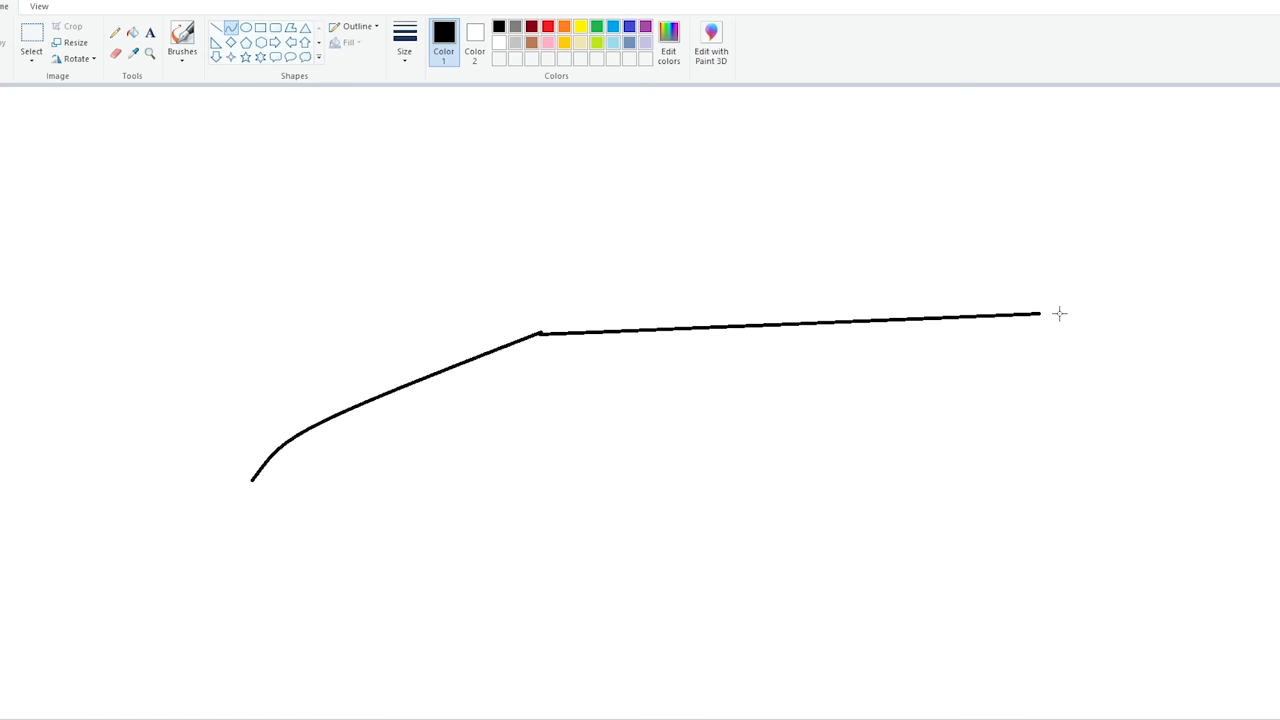 me View
Crop
Resize
Rotate
Select
Image
Tools
Brushes
Shapes
Outline
Fill
Size
Color 1
Color 2
Colors
Edit colors
Edit with Paint 3D